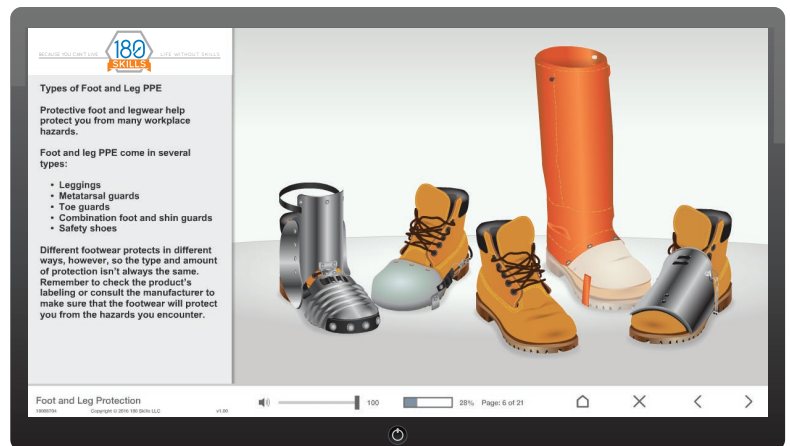 BECAUSE YOU CAN'T LIVE 180 LIFE WITHOUT SKILLS
SKILLS
Types of Foot and Leg PPE
Protective foot and legwear help
protect you from many workplace
hazards.
Foot and leg PPE come in several
types:
• Leggings
• Metatarsal guards
• Toe guards
• Combination foot and shin guards
• Safety shoes
Different footwear protects in different
ways, however, so the type and amount
of protection isn't always the same.
Remember to check the product's
labeling or consult the manufacturer to
make sure that the footwear will protect
you from the hazards you encounter.
Foot and Leg Protection
Copyright © 2016 180 Skills LLC v1.00
100 28% Page: 6 of 21